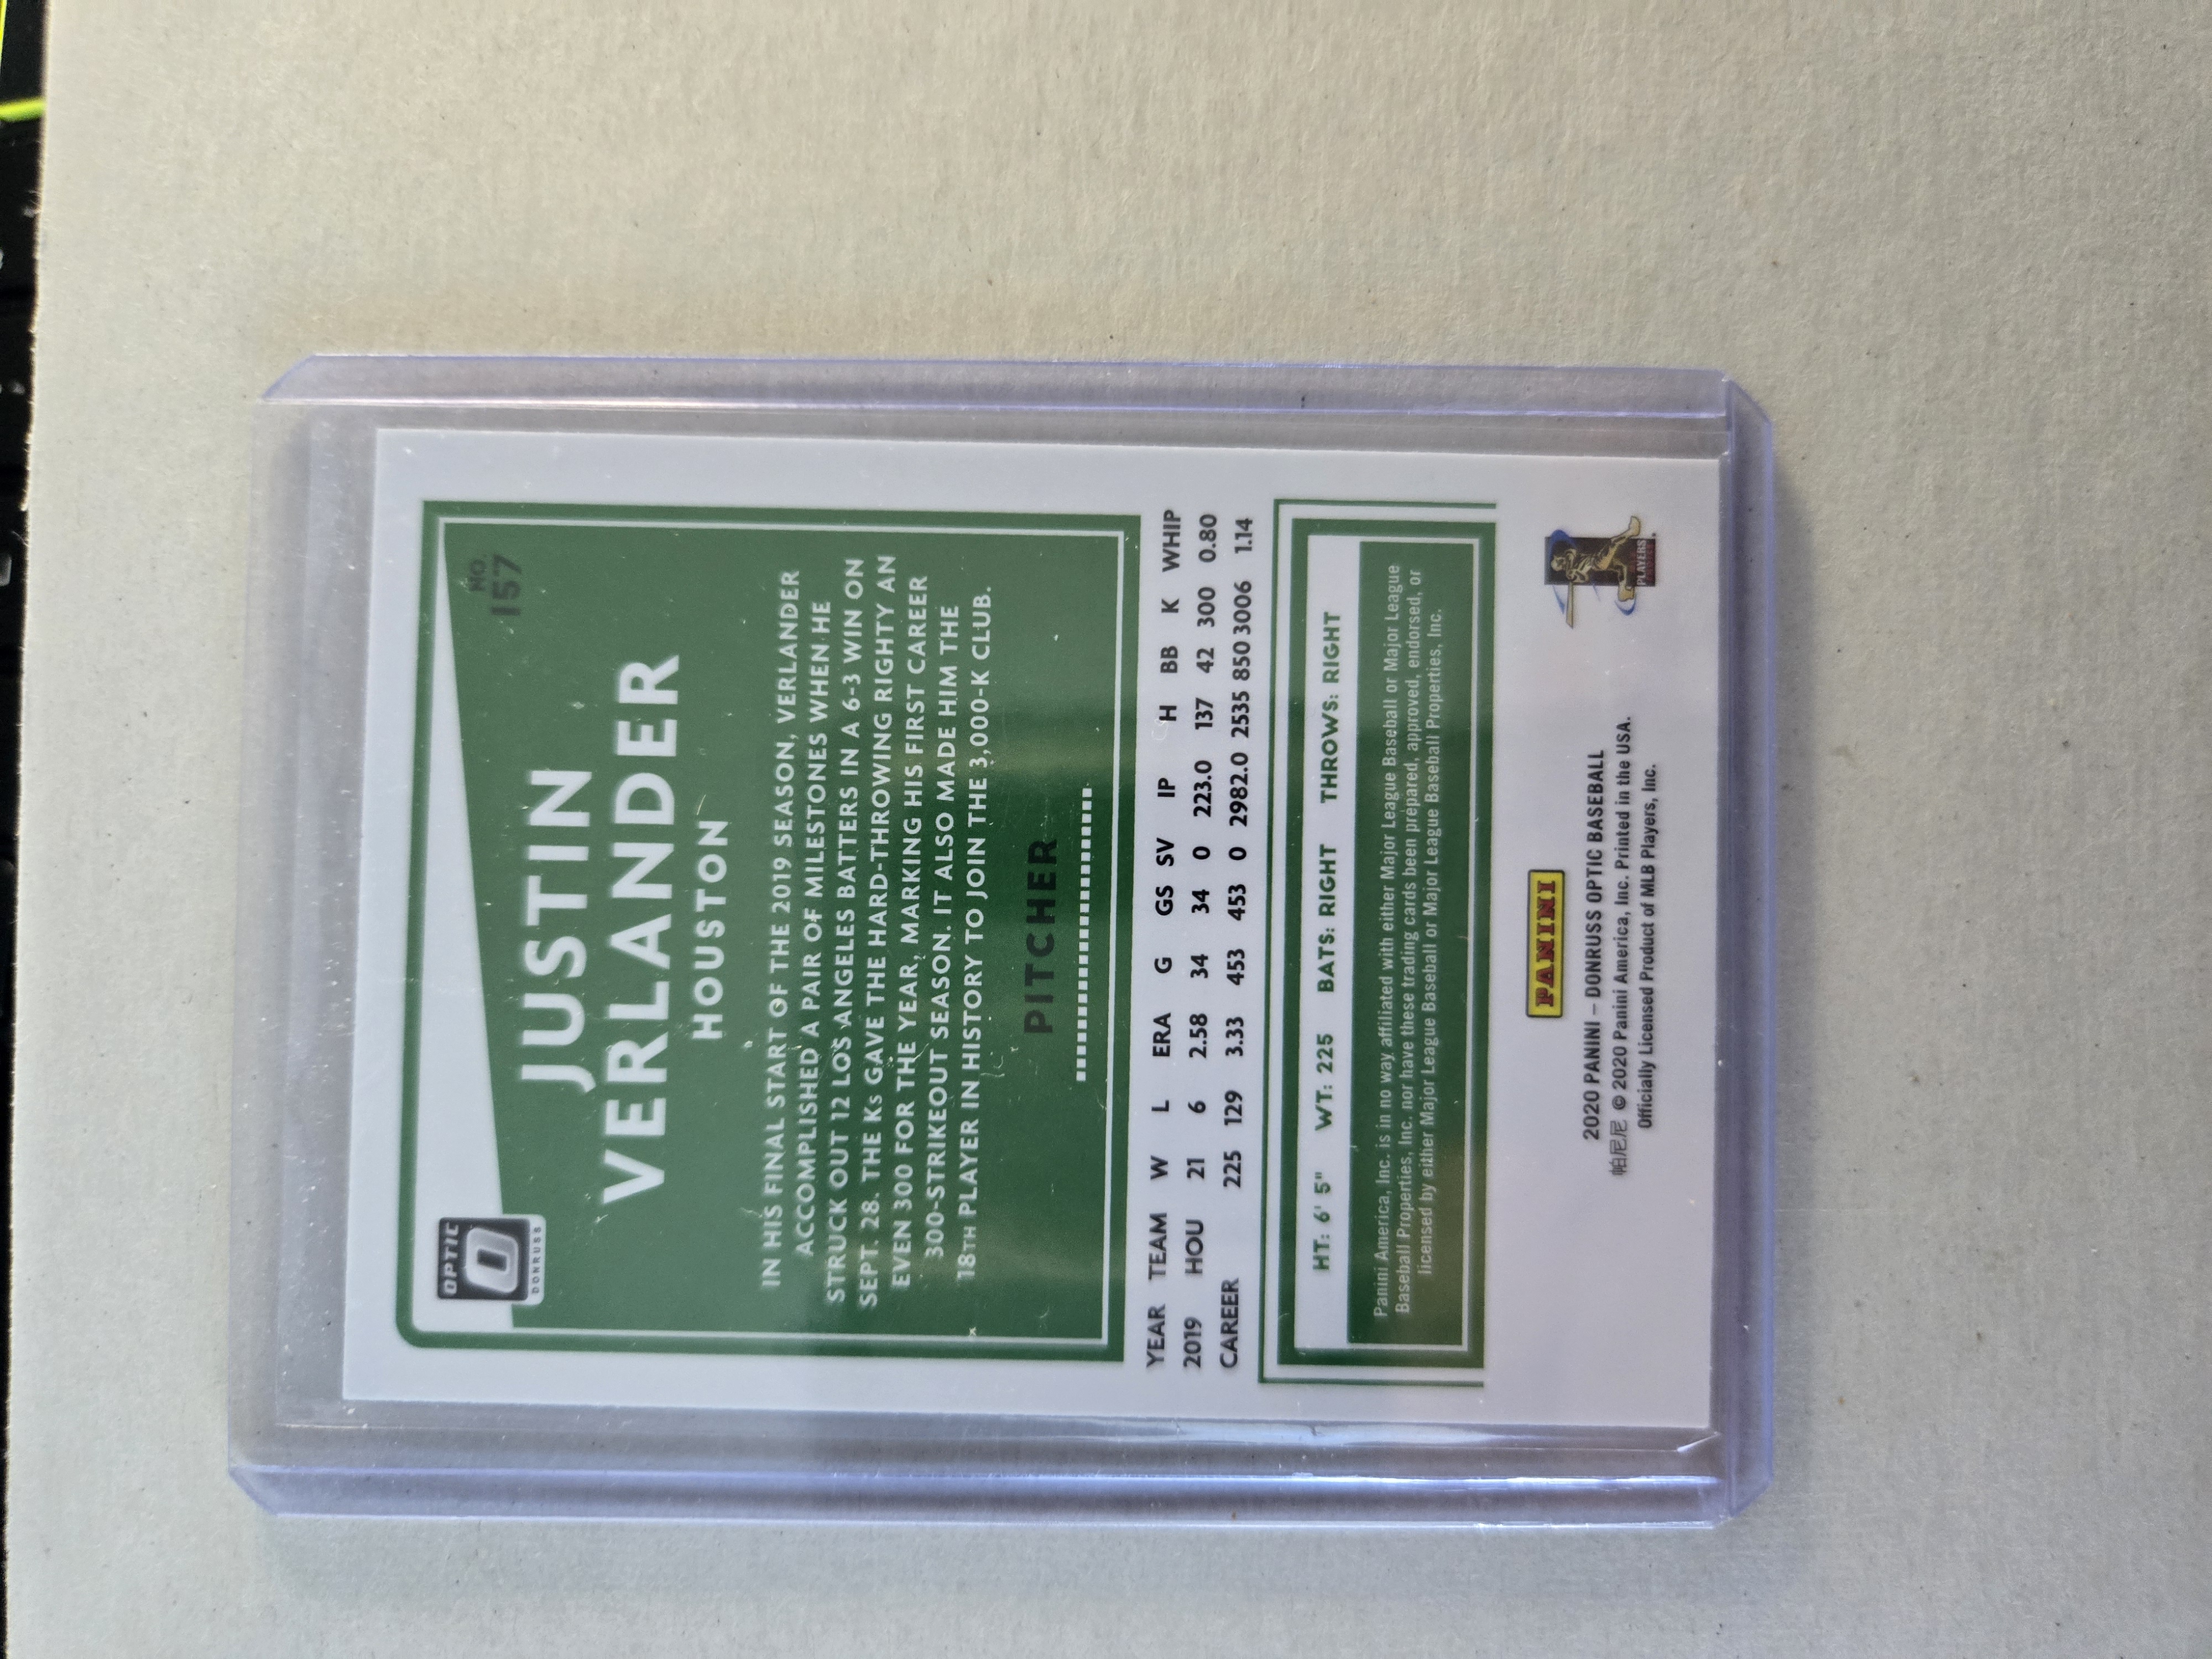 OPTIC
DONRUSS
NO.
157
JUSTIN
VERLANDER
HOUSTON
IN HIS FINAL START OF THE 2019 SEASON, VERLANDER
ACCOMPLISHED A PAIR OF MILESTONES WHEN HE
STRUCK OUT 12 LOS ANGELES BATTERS IN A 6-3 WIN ON
SEPT. 28. THE Ks GAVE THE HARD-THROWING RIGHTY AN
EVEN 300 FOR THE YEAR, MARKING HIS FIRST CAREER
300-STRIKEOUT SEASON. IT ALSO MADE HIM THE
18TH PLAYER IN HISTORY TO JOIN THE 3,000-K CLUB.
PITCHER
YEAR TEAM W L ERA G GS SV IP H BB K WHIP
2019 HOU 21 6 2.58 34 34 0 223.0 137 42 300 0.80
CAREER 225 129 3.33 453 453 0 2982.0 2535 850 3006 1.14
HT: 6' 5" WT: 225 BATS: RIGHT THROWS: RIGHT
Panini America, Inc. is in no way affiliated with either Major League Baseball or Major League
Baseball Properties, Inc. nor have these trading cards been prepared, approved, endorsed, or
licensed by either Major League Baseball or Major League Baseball Properties, Inc.
PANINI
2020 PANINI – DONRUSS OPTIC BASEBALL
帕尼尼 © 2020 Panini America, Inc. Printed in the USA.
Officially Licensed Product of MLB Players, Inc.
PLAYERS